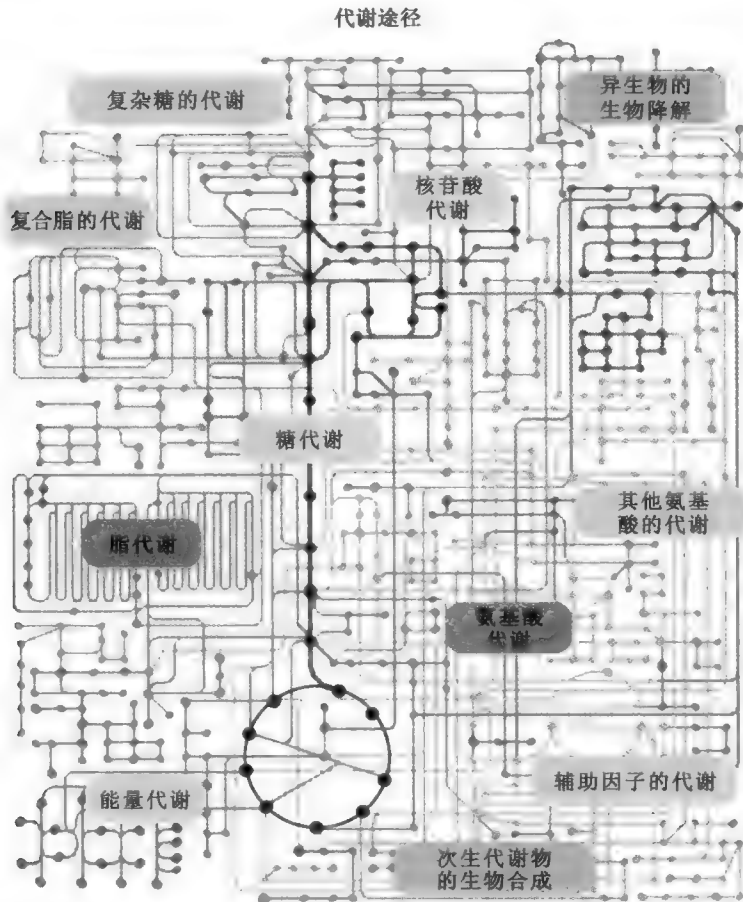 代谢途径
复杂糖的代谢
异生物的
生物降解
核苷酸
代谢
复合脂的代谢
糖代谢
其他氨基
酸的代谢
脂代谢
氨基酸
代谢
能量代谢
辅助因子的代谢
次生代谢物
的生物合成